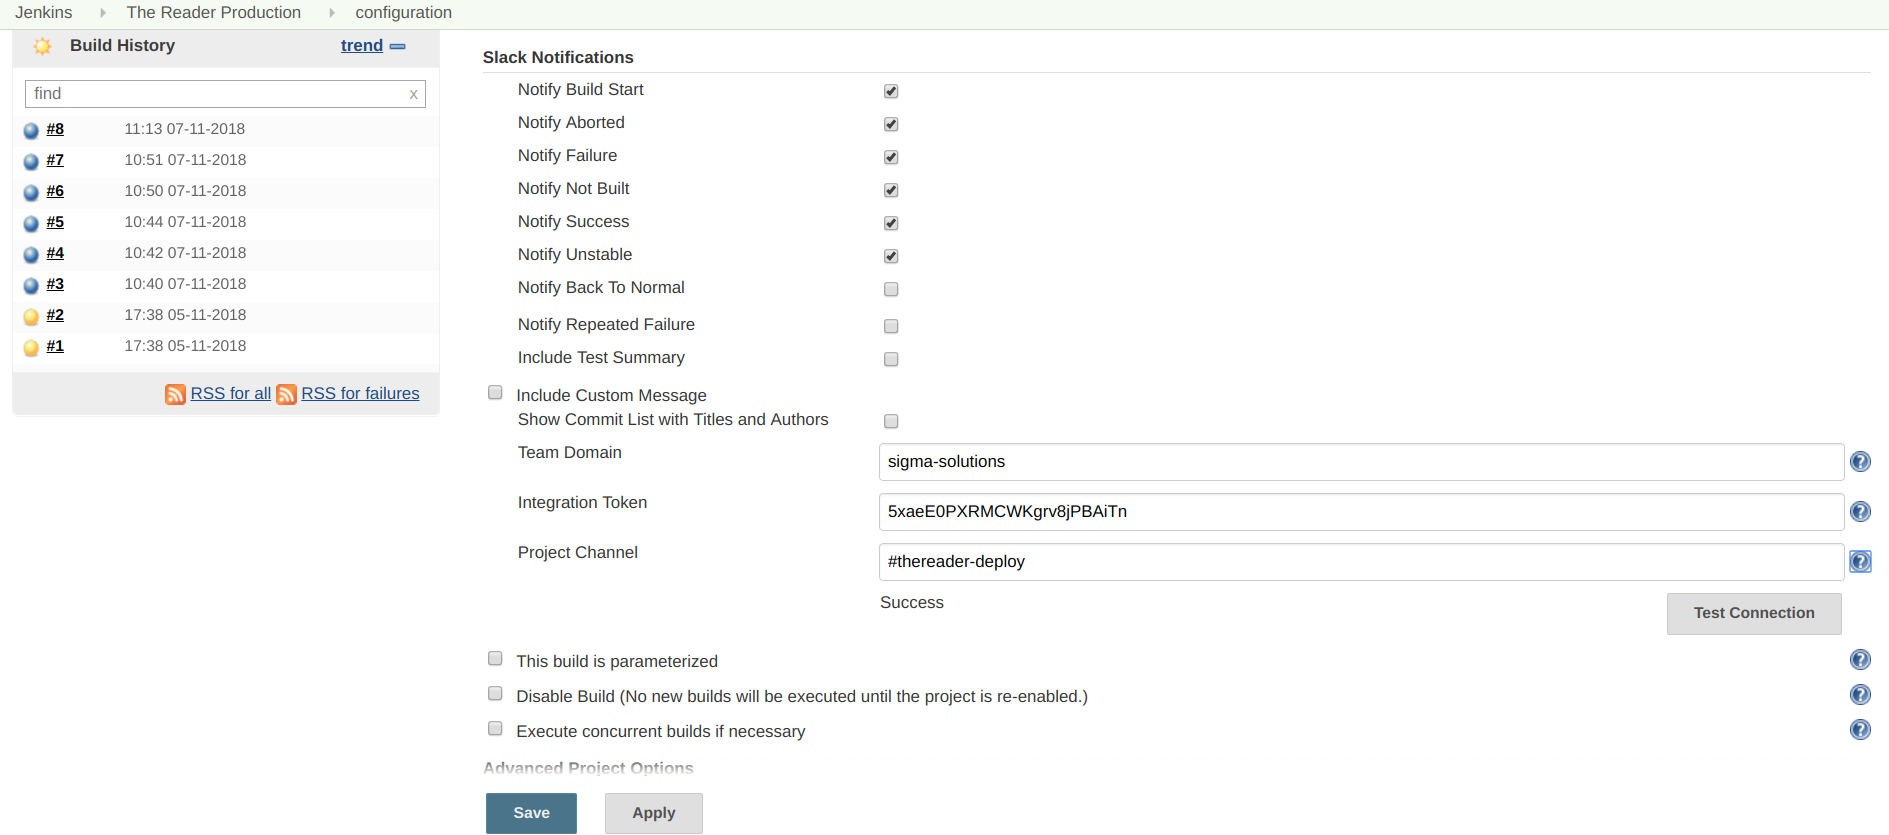 Jenkins The Reader Production configuration
Build History trend
find x
#8 11:13 07-11-2018
#7 10:51 07-11-2018
#6 10:50 07-11-2018
#5 10:44 07-11-2018
#4 10:42 07-11-2018
#3 10:40 07-11-2018
#2 17:38 05-11-2018
#1 17:38 05-11-2018
RSS for all RSS for failures
Slack Notifications
Notify Build Start
Notify Aborted
Notify Failure
Notify Not Built
Notify Success
Notify Unstable
Notify Back To Normal
Notify Repeated Failure
Include Test Summary
Include Custom Message
Show Commit List with Titles and Authors
Team Domain sigma-solutions
Integration Token 5xaeE0PXRMCWKgrv8jPBAiTn
Project Channel #thereader-deploy
Success Test Connection
This build is parameterized
Disable Build (No new builds will be executed until the project is re-enabled.)
Execute concurrent builds if necessary
Advanced Project Options
Save Apply